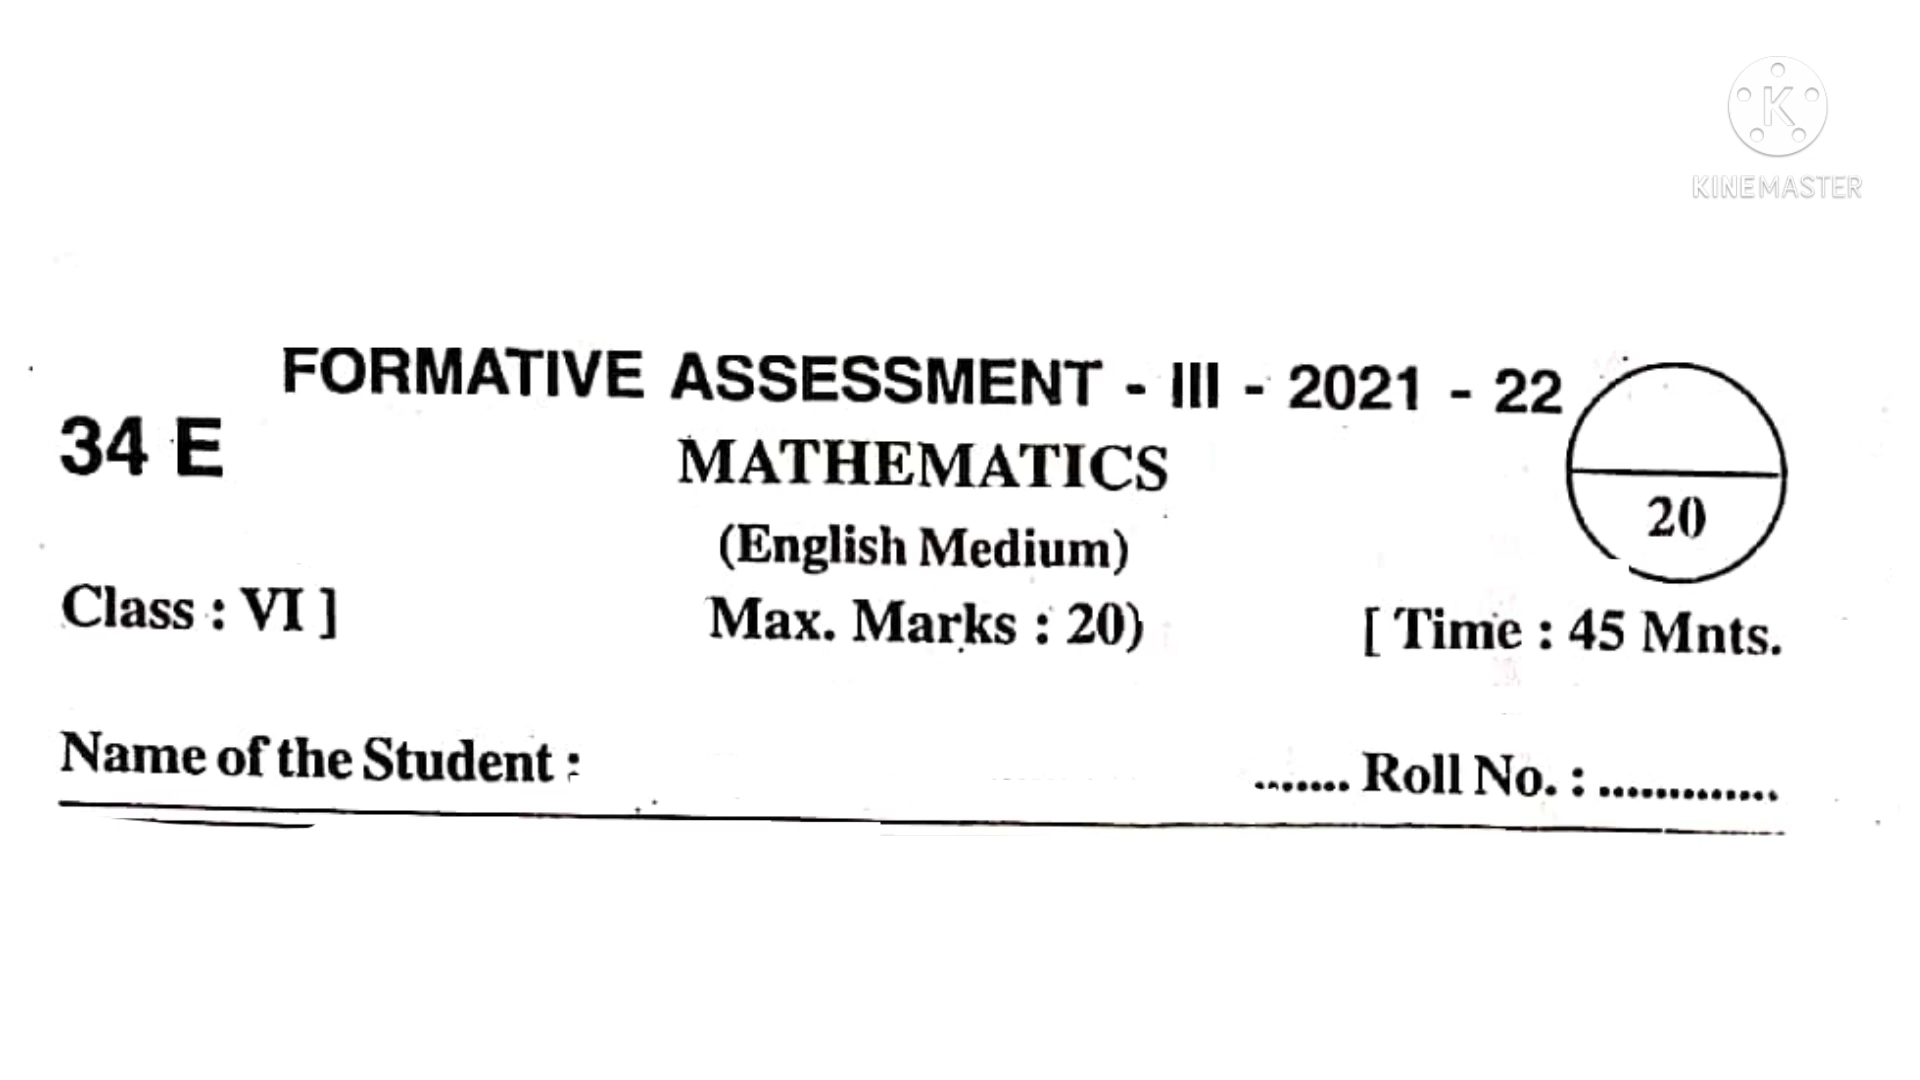 K
KINEMASTER
FORMATIVE ASSESSMENT - III - 2021 - 22
34 E
MATHEMATICS
20
(English Medium)
Class : VI ]
Max. Marks : 20)
[ Time : 45 Mnts.
Name of the Student :
....... Roll No. : .............